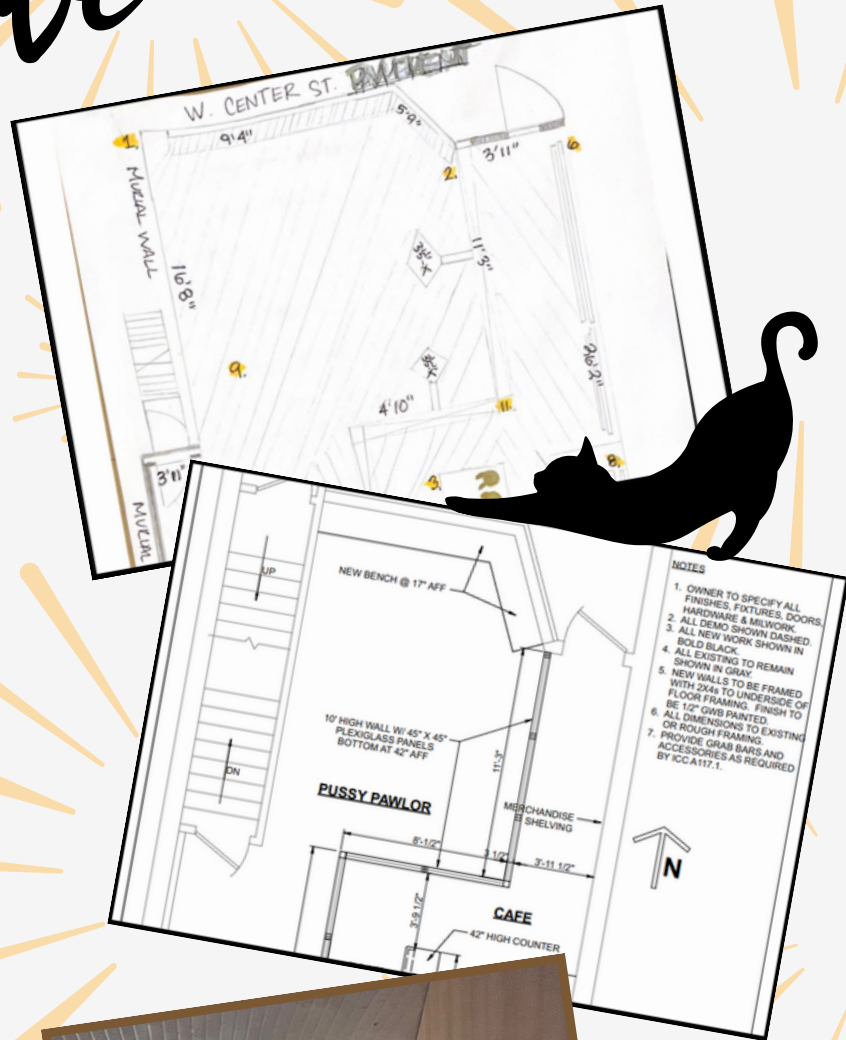 W. CENTER ST.
5'9"
9'4"
1.
2.
3'11"
6.
MURIAL WALL
16'8"
11'3"
9.
26'2"
4'10"
11.
3'11"
3.
8.
MURIAL
NOTES
1. OWNER TO SPECIFY ALL
FINISHES, FIXTURES, DOORS,
HARDWARE & MILWORK.
2. ALL DEMO SHOWN DASHED.
3. ALL NEW WORK SHOWN IN
BOLD BLACK.
4. ALL EXISTING TO REMAIN
SHOWN IN GRAY.
5. NEW WALLS TO BE FRAMED
WITH 2X4s TO UNDERSIDE OF
FLOOR FRAMING. FINISH TO
BE 1/2" GWB PAINTED.
6. ALL DIMENSIONS TO EXISTING
OR ROUGH FRAMING.
7. PROVIDE GRAB BARS AND
ACCESSORIES AS REQUIRED
BY ICC A117.1.
UP
NEW BENCH @ 17" AFF
10' HIGH WALL W/ 45" X 45"
PLEXIGLASS PANELS
BOTTOM AT 42" AFF
11'-3"
DN
PUSSY PAWLOR
MERCHANDISE
SHELVING
8'-1/2"
3 1/2"
3'-11 1/2"
N
3'-9 1/2"
CAFE
42" HIGH COUNTER